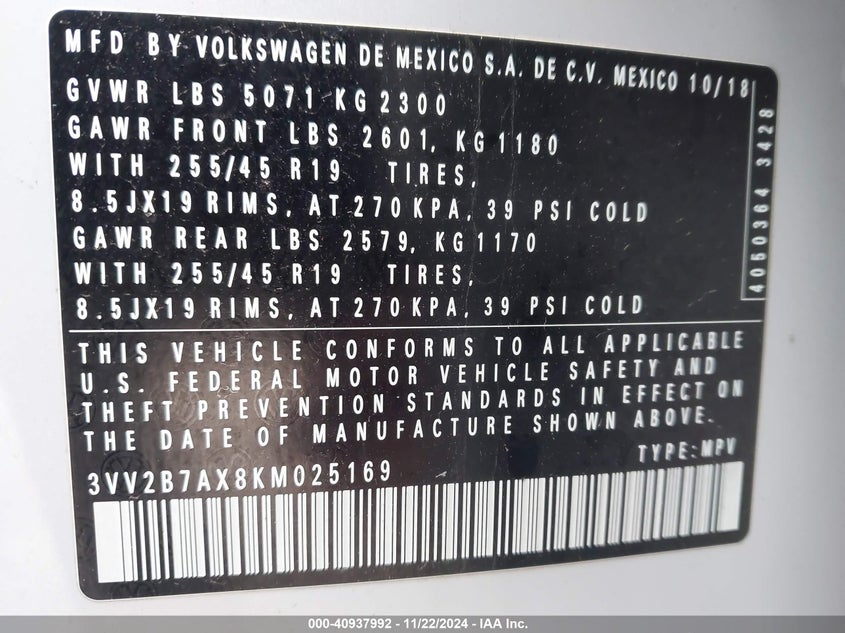 MFD BY VOLKSWAGEN DE MEXICO S.A. DE C.V. MEXICO 10/18
GVWR LBS 5071 KG 2300
GAWR FRONT LBS 2601, KG 1180
WITH 255/45 R19 TIRES,
8.5JX19 RIMS, AT 270 KPA, 39 PSI COLD
GAWR REAR LBS 2579, KG 1170
WITH 255/45 R19 TIRES,
8.5JX19 RIMS, AT 270 KPA, 39 PSI COLD
4050364 3428
THIS VEHICLE CONFORMS TO ALL APPLICABLE
U.S. FEDERAL MOTOR VEHICLE SAFETY AND
THEFT PREVENTION STANDARDS IN EFFECT ON
THE DATE OF MANUFACTURE SHOWN ABOVE.
TYPE:MPV
3VV2B7AX8KM025169
000-40937992 - 11/22/2024 - IAA Inc.